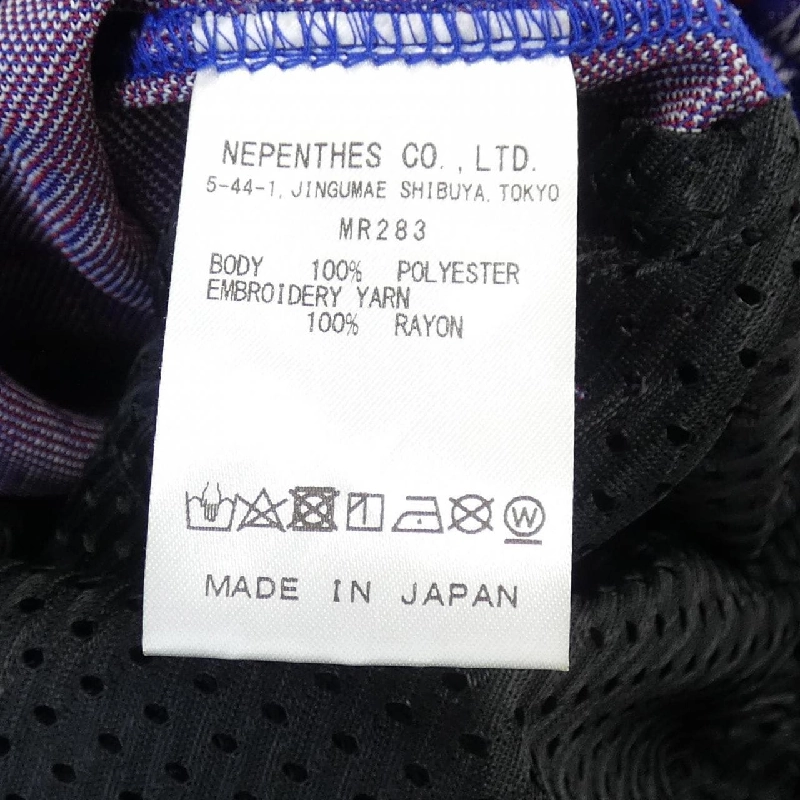 NEPENTHES CO., LTD.
5-44-1, JINGUMAE SHIBUYA, TOKYO
MR283
BODY 100% POLYESTER
EMBROIDERY YARN
100% RAYON
W
MADE IN JAPAN